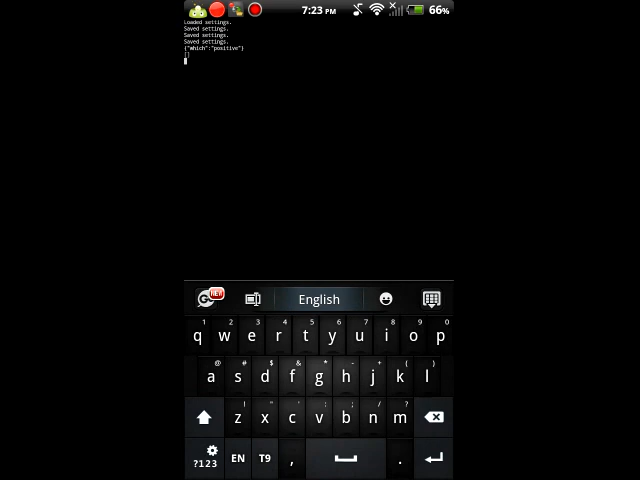 7:23 PM
66%
Loaded settings.
Saved settings.
Saved settings.
Saved settings.
{"which":"positive"}
[]
NEW
English
1 2 3 4 5 6 7 8 9 0
q w e r t y u i o p
@ # $ & * - + ( )
a s d f g h j k l
! " ' : ; / ?
z x c v b n m
?123 EN T9 , .